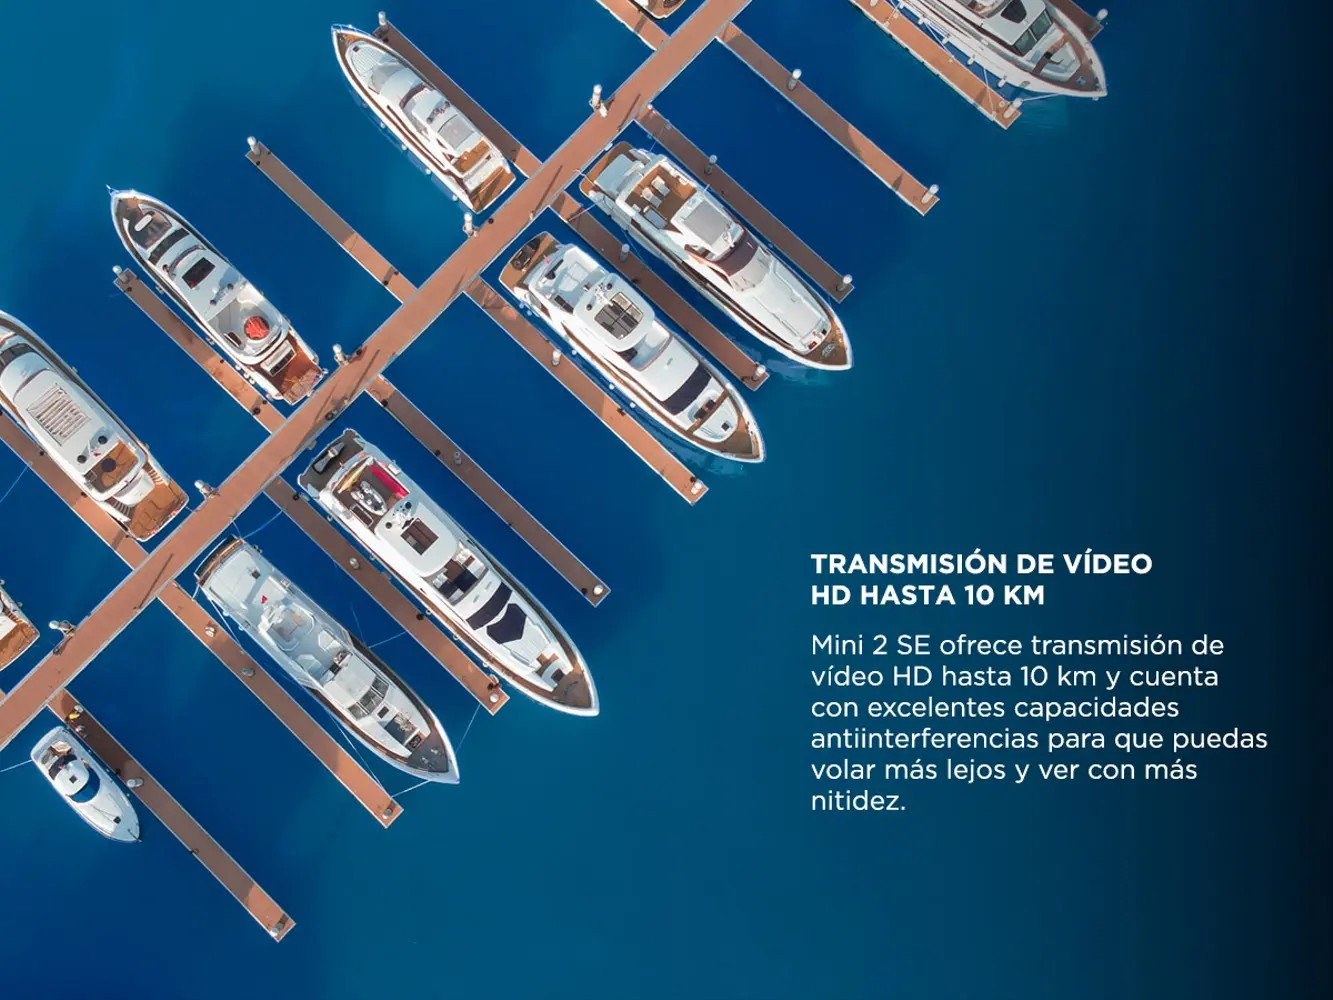 TRANSMISIÓN DE VÍDEO
HD HASTA 10 KM
Mini 2 SE ofrece transmisión de
vídeo HD hasta 10 km y cuenta
con excelentes capacidades
antiinterferencias para que puedas
volar más lejos y ver con más
nitidez.